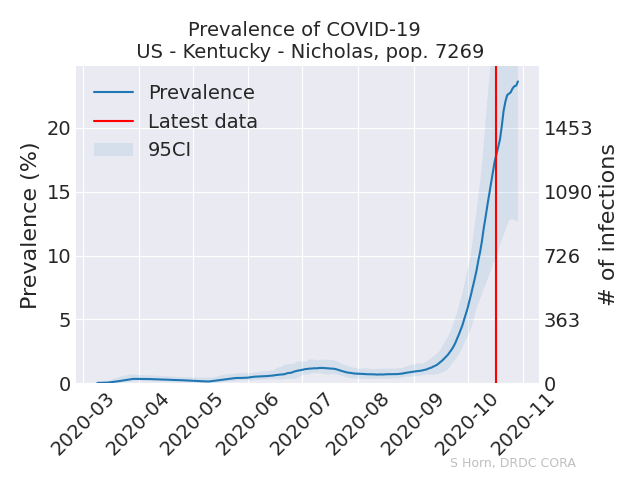 Prevalence of COVID-19
US - Kentucky - Nicholas, pop. 7269
Prevalence
Latest data
95CI
Prevalence (%)
20
15
10
5
0
1453
1090
726
363
0
# of infections
2020-03
2020-04
2020-05
2020-06
2020-07
2020-08
2020-09
2020-10
2020-11
S Horn, DRDC CORA